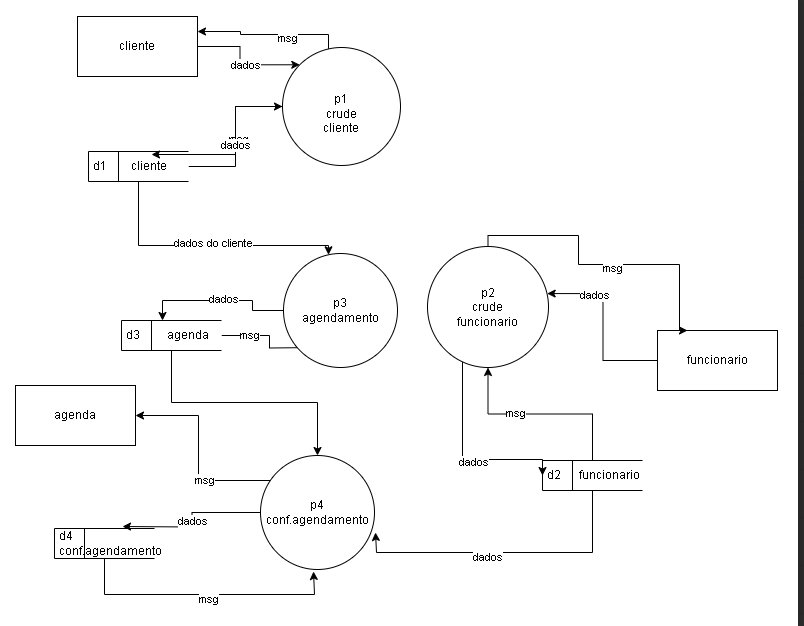 cliente
msg
dados
p1
crude
cliente
dados
d1
cliente
dados do cliente
p3
agendamento
dados
d3
agenda
msg
p2
crude
funcionario
msg
dados
funcionario
agenda
msg
msg
dados
d2
funcionario
p4
conf.agendamento
dados
d4
conf.agendamento
dados
msg